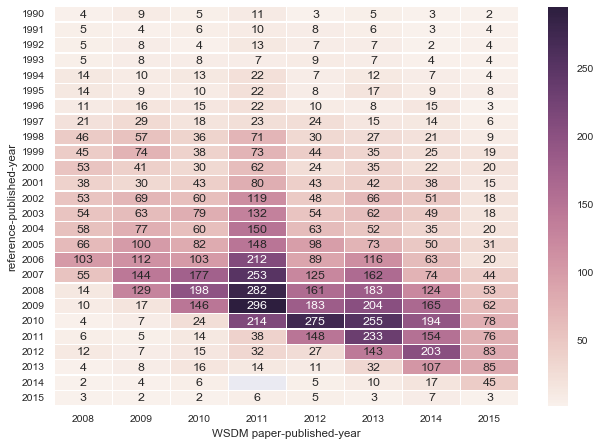 1990 4 9 5 11 3 5 3 2
1991 5 4 6 10 8 6 3 4
1992 5 8 4 13 7 7 2 4
1993 5 8 8 7 9 7 4 4
1994 14 10 13 22 7 12 7 4
1995 14 9 10 22 8 17 9 8
1996 11 16 15 22 10 8 15 3
1997 21 29 18 23 24 15 14 6
1998 46 57 36 71 30 27 21 9
1999 45 74 38 73 44 35 25 19
2000 53 41 30 62 24 35 22 20
2001 38 30 43 80 43 42 38 15
2002 53 69 60 119 48 66 51 18
2003 54 63 79 132 54 62 49 18
2004 58 77 60 150 63 52 35 20
2005 66 100 82 148 98 73 50 31
2006 103 112 103 212 89 116 63 20
2007 55 144 177 253 125 162 74 44
2008 14 129 198 282 161 183 124 53
2009 10 17 146 296 183 204 165 62
2010 4 7 24 214 275 255 194 78
2011 6 5 14 38 148 233 154 76
2012 12 7 15 32 27 143 203 83
2013 4 8 16 14 11 32 107 85
2014 2 4 6 5 10 17 45
2015 3 2 2 6 5 3 7 3
2008 2009 2010 2011 2012 2013 2014 2015
WSDM paper-published-year
reference-published-year
250
200
150
100
50